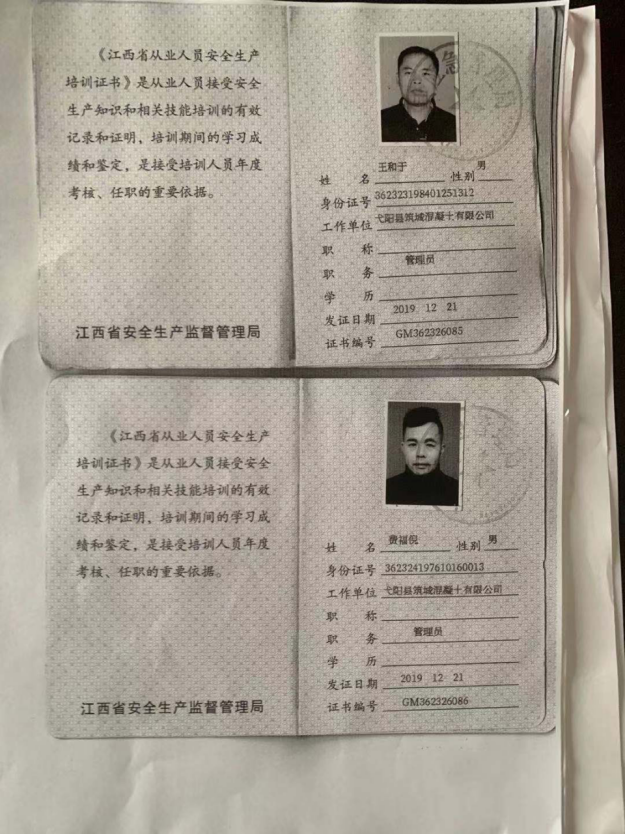 《江西省从业人员安全生产
培训证书》是从业人员接受安全
生产知识和相关技能培训的有效
记录和证明，培训期间的学习成
绩和鉴定，是接受培训人员年度
考核、任职的重要依据。
江西省安全生产监督管理局
姓 名 王和于 性别 男
身份证号 362323198401251312
工作单位 弋阳县筑城混凝土有限公司
职 称
职 务 管理员
学 历
发证日期 2019 12 21
证书编号 GM362326085
《江西省从业人员安全生产
培训证书》是从业人员接受安全
生产知识和相关技能培训的有效
记录和证明，培训期间的学习成
绩和鉴定，是接受培训人员年度
考核、任职的重要依据。
江西省安全生产监督管理局
姓 名 费福倪 性别 男
身份证号 362324197610160013
工作单位 弋阳县筑城混凝土有限公司
职 称
职 务 管理员
学 历
发证日期 2019 12 21
证书编号 GM362326086